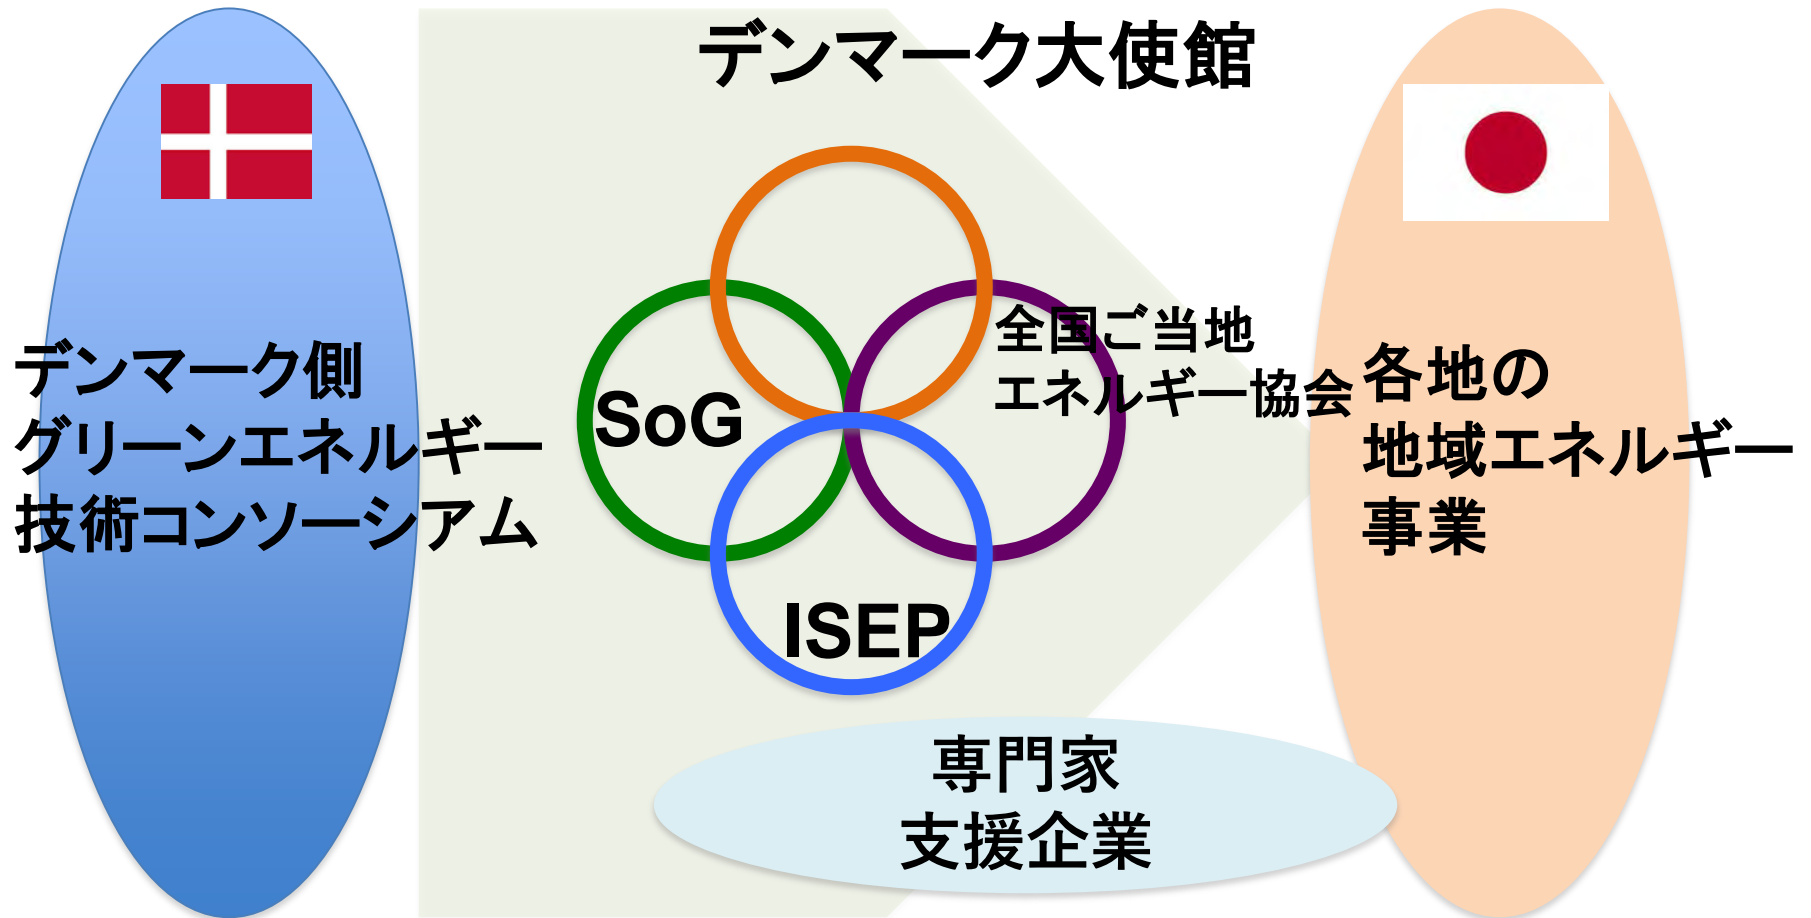 デンマーク大使館
デンマーク側
グリーンエネルギー
技術コンソーシアム
SoG
全国ご当地
エネルギー協会
ISEP
各地の
地域エネルギー
事業
専門家
支援企業